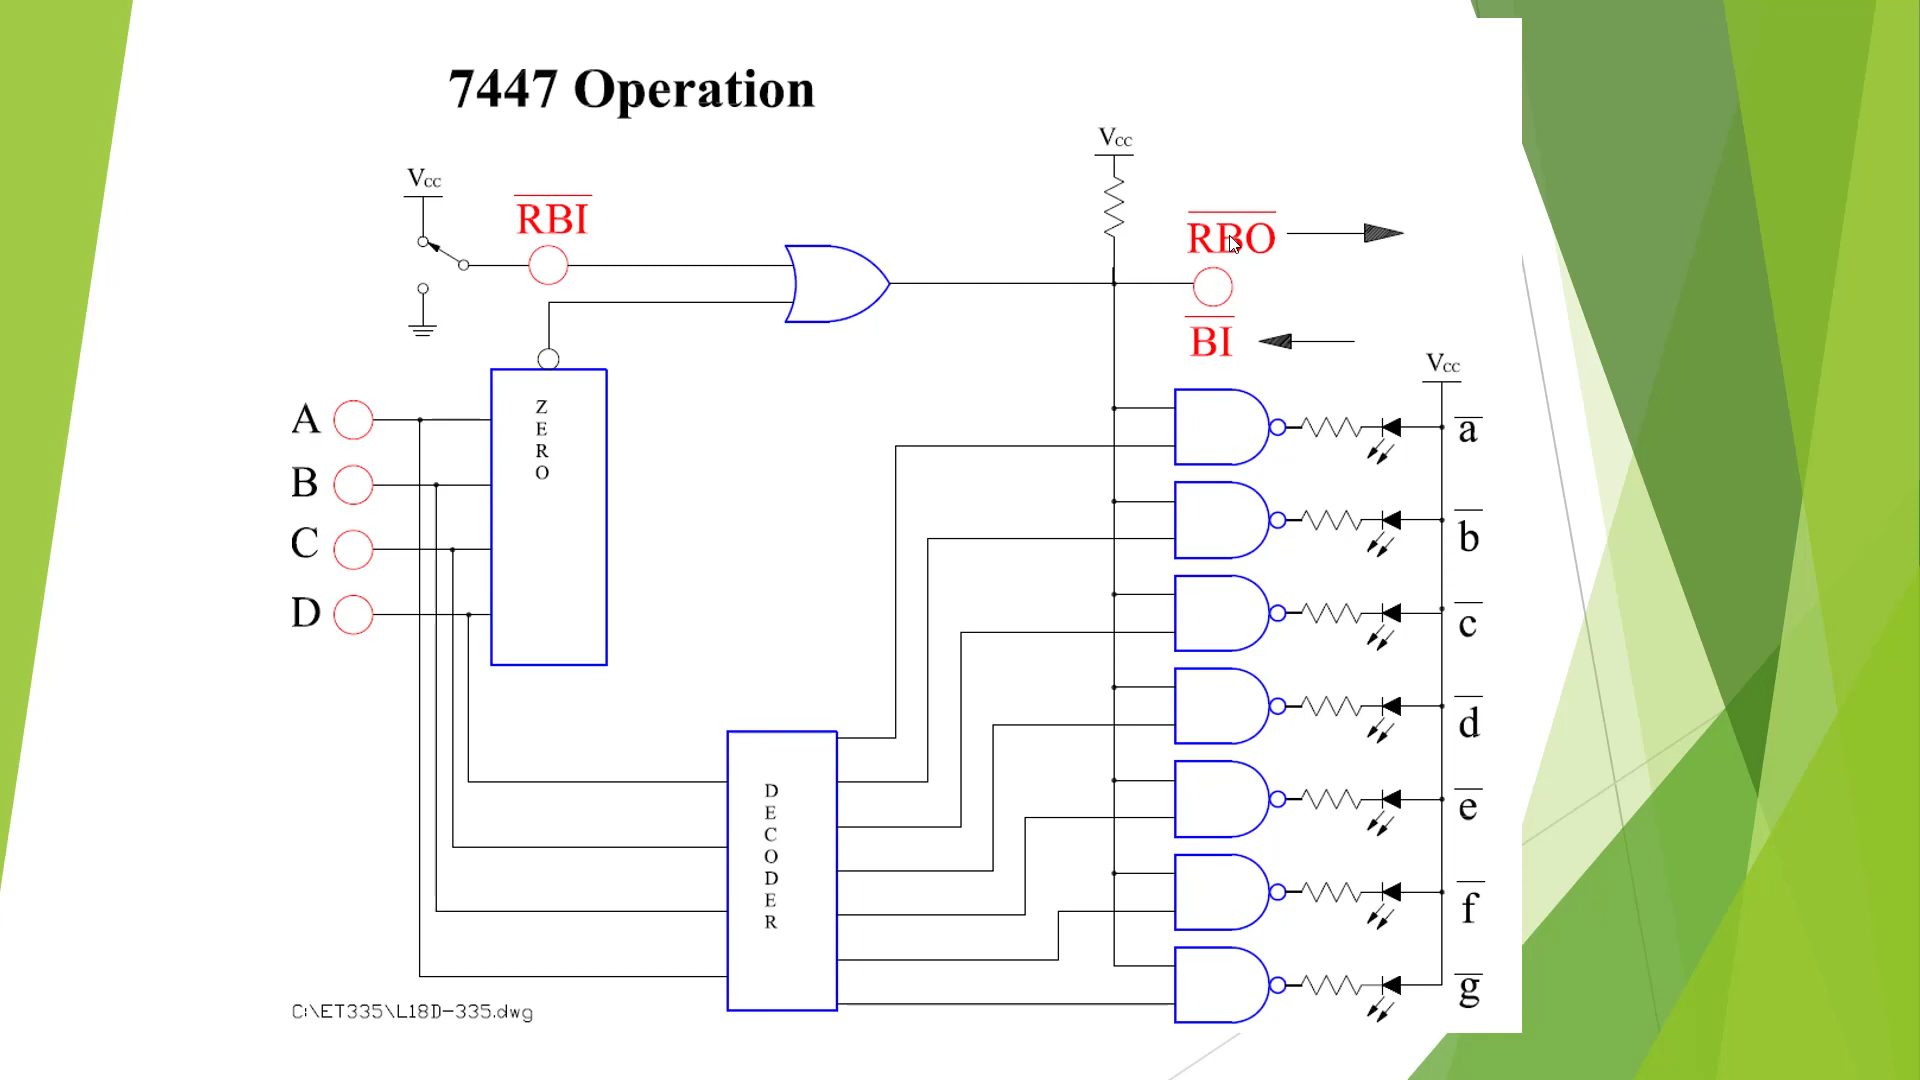 7447 Operation
VCC
VCC
RBI
RBO
BI
VCC
A
B
C
D
ZERO
DECODER
a
b
c
d
e
f
g
C:\ET335\L18D-335.dwg